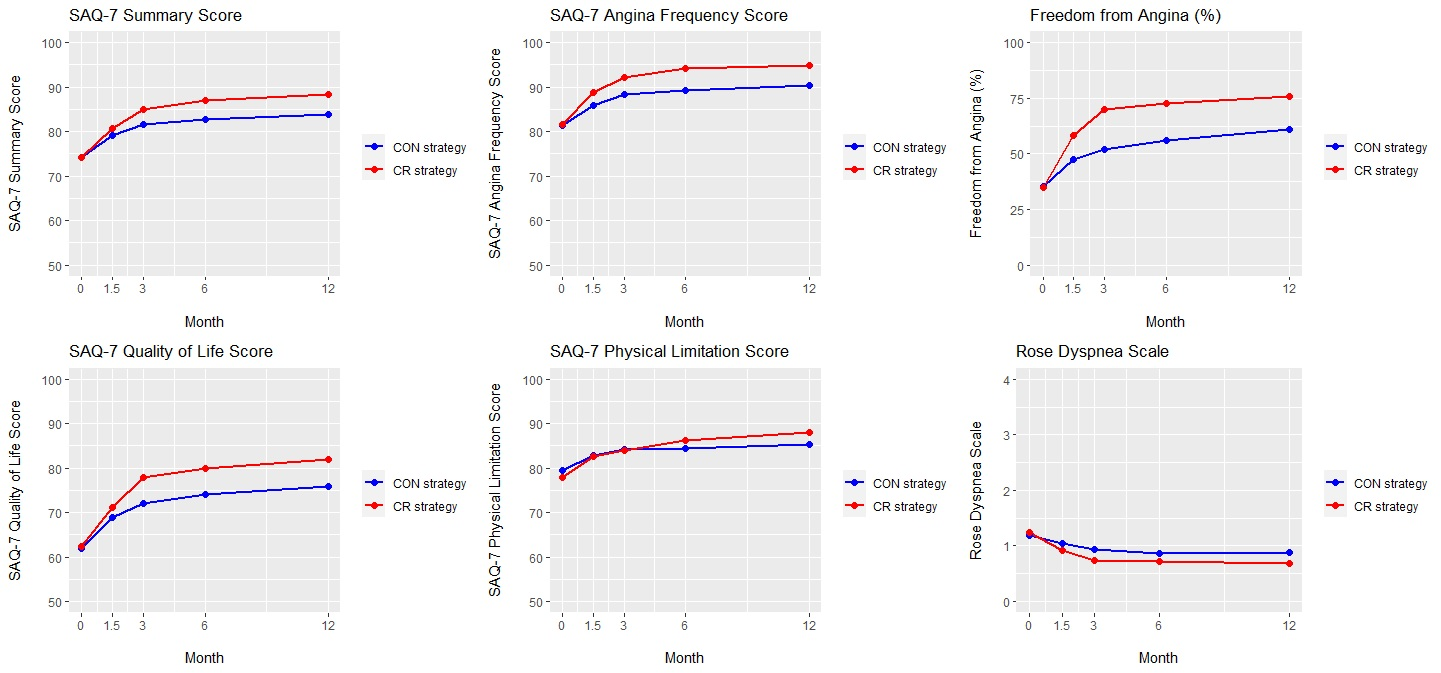 SAQ-7 Summary Score
SAQ-7 Summary Score
100
90
80
70
60
50
0 1.5 3 6 12
Month
CON strategy
CR strategy
SAQ-7 Angina Frequency Score
SAQ-7 Angina Frequency Score
100
90
80
70
60
50
0 1.5 3 6 12
Month
CON strategy
CR strategy
Freedom from Angina (%)
Freedom from Angina (%)
100
75
50
25
0
0 1.5 3 6 12
Month
CON strategy
CR strategy
SAQ-7 Quality of Life Score
SAQ-7 Quality of Life Score
100
90
80
70
60
50
0 1.5 3 6 12
Month
CON strategy
CR strategy
SAQ-7 Physical Limitation Score
SAQ-7 Physical Limitation Score
100
90
80
70
60
50
0 1.5 3 6 12
Month
CON strategy
CR strategy
Rose Dyspnea Scale
Rose Dyspnea Scale
4
3
2
1
0
0 1.5 3 6 12
Month
CON strategy
CR strategy